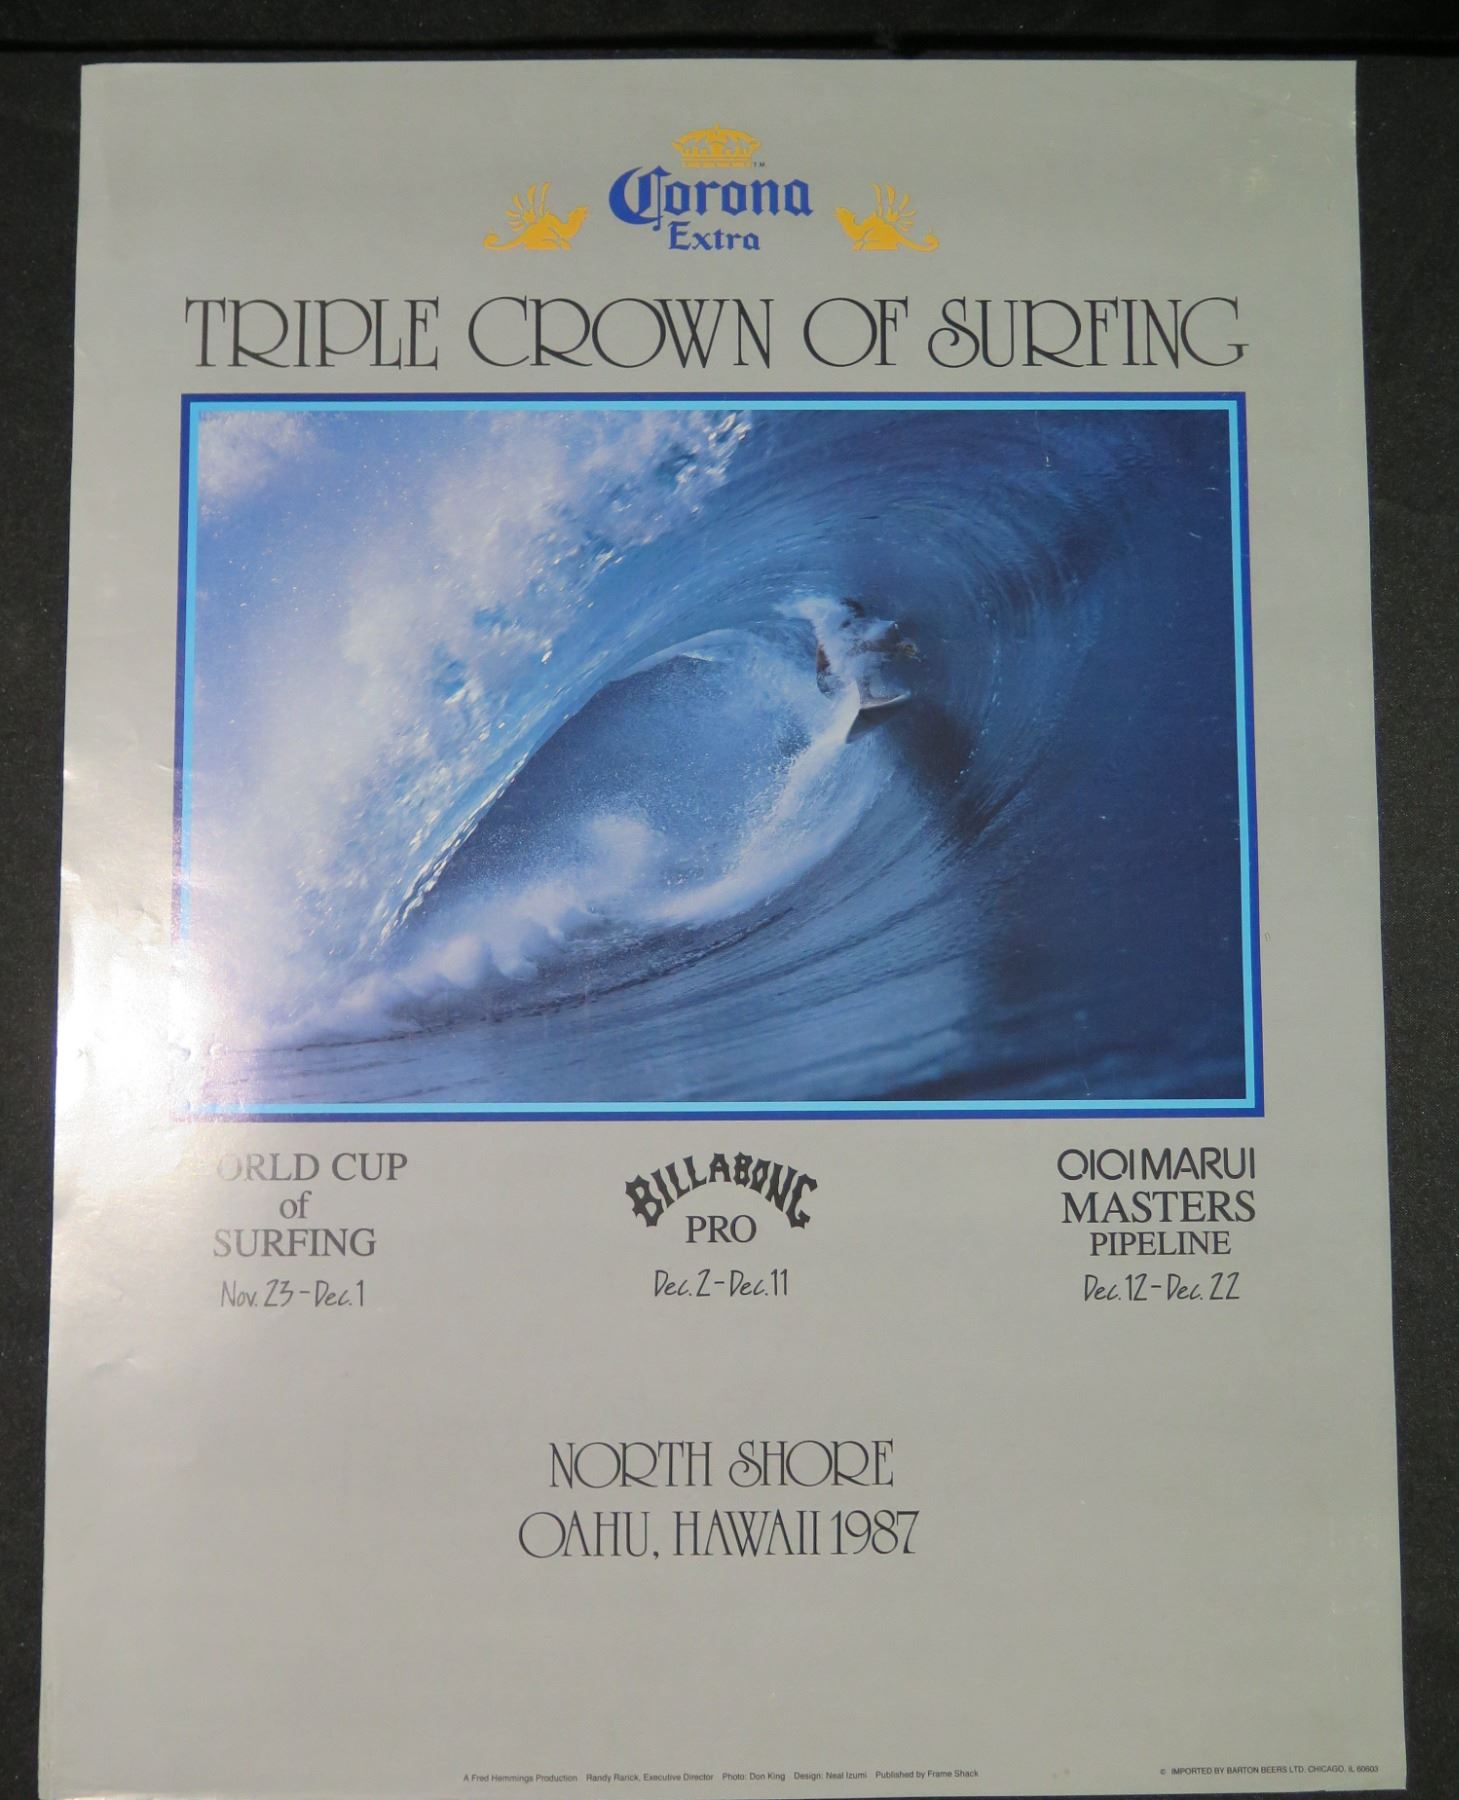 Corona
TM
Extra
TRIPLE CROWN OF SURFING
WORLD CUP
of
SURFING
Nov. 23 - Dec. 1
BILLABONG
PRO
Dec. 2 - Dec. 11
OIOI MARUI
MASTERS
PIPELINE
Dec. 12 - Dec. 22
NORTH SHORE
OAHU, HAWAII 1987
A Fred Hemmings Production Randy Rarick, Executive Director Photo: Don King Design: Neal Izumi Published by Frame Shack
© IMPORTED BY BARTON BEERS LTD. CHICAGO, IL 60603